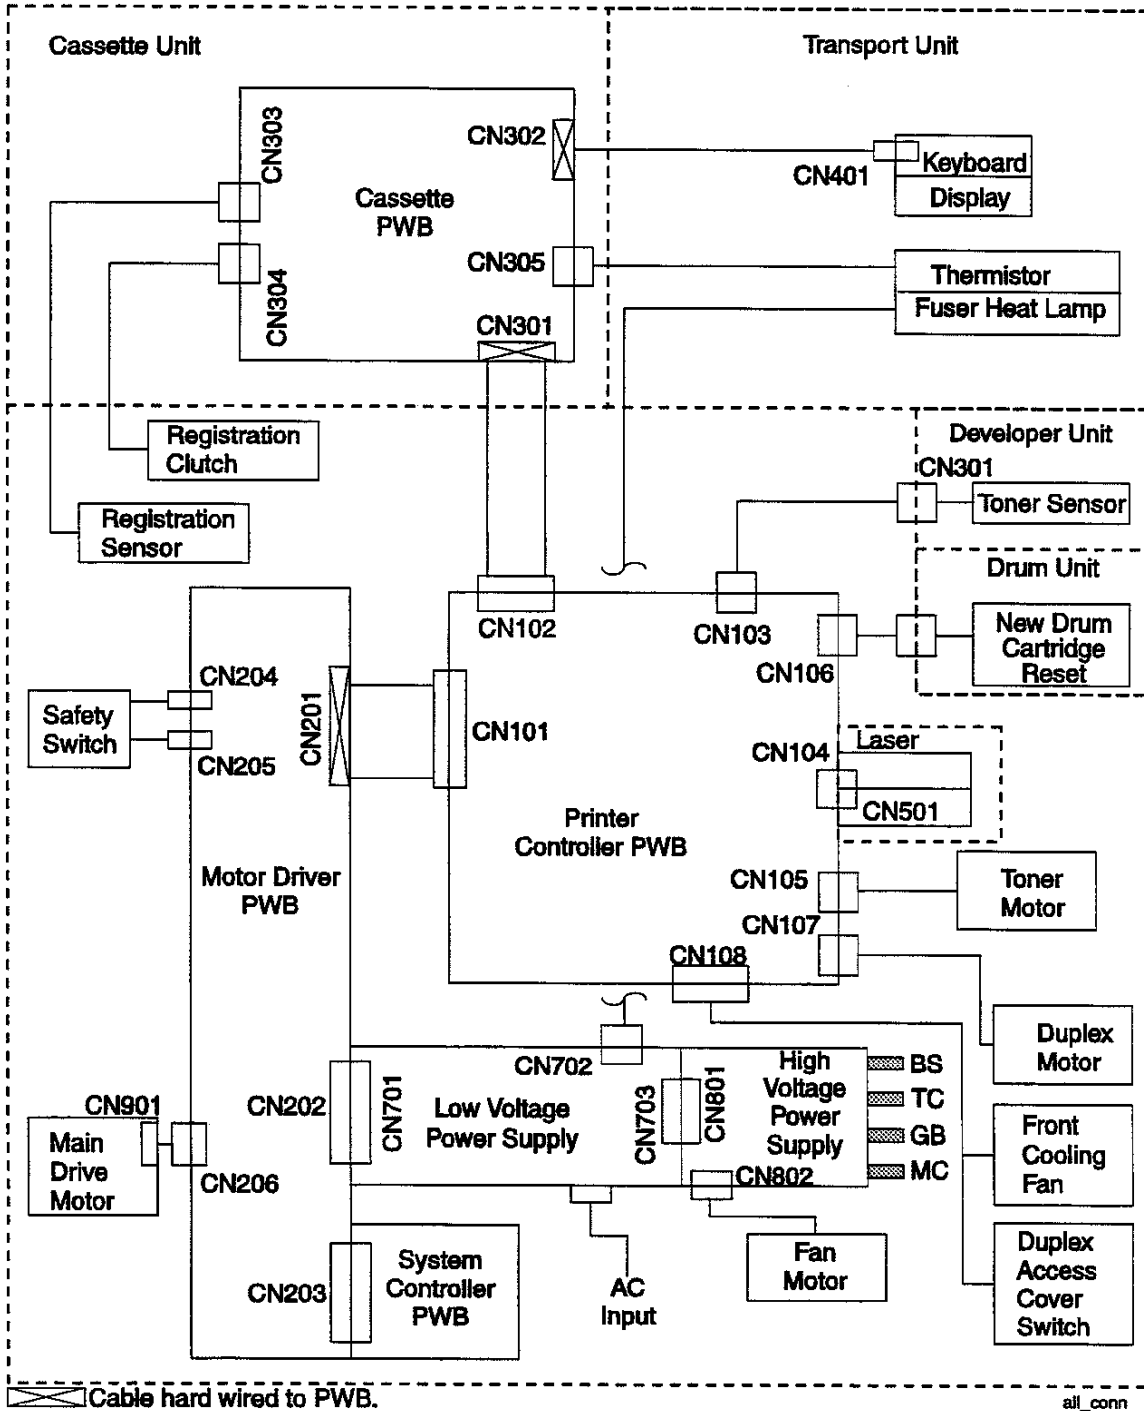 Cassette Unit
Transport Unit
CN303
CN302
CN401
Keyboard
Display
Cassette
PWB
CN305
CN304
Thermistor
Fuser Heat Lamp
CN301
Registration
Clutch
Developer Unit
CN301
Toner Sensor
Registration
Sensor
Drum Unit
CN102
CN103
CN106
New Drum
Cartridge
Reset
CN204
Safety
Switch
CN205
CN201
CN101
CN104
Laser
CN501
Printer
Controller PWB
Motor Driver
PWB
CN105
Toner
Motor
CN107
CN108
Duplex
Motor
CN702
CN202
CN701
Low Voltage
Power Supply
CN703
CN801
High
Voltage
Power
Supply
BS
TC
GB
MC
CN901
Main
Drive
Motor
CN206
CN802
Front
Cooling
Fan
CN203
System
Controller
PWB
AC
Input
Fan
Motor
Duplex
Access
Cover
Switch
Cable hard wired to PWB.
all_conn